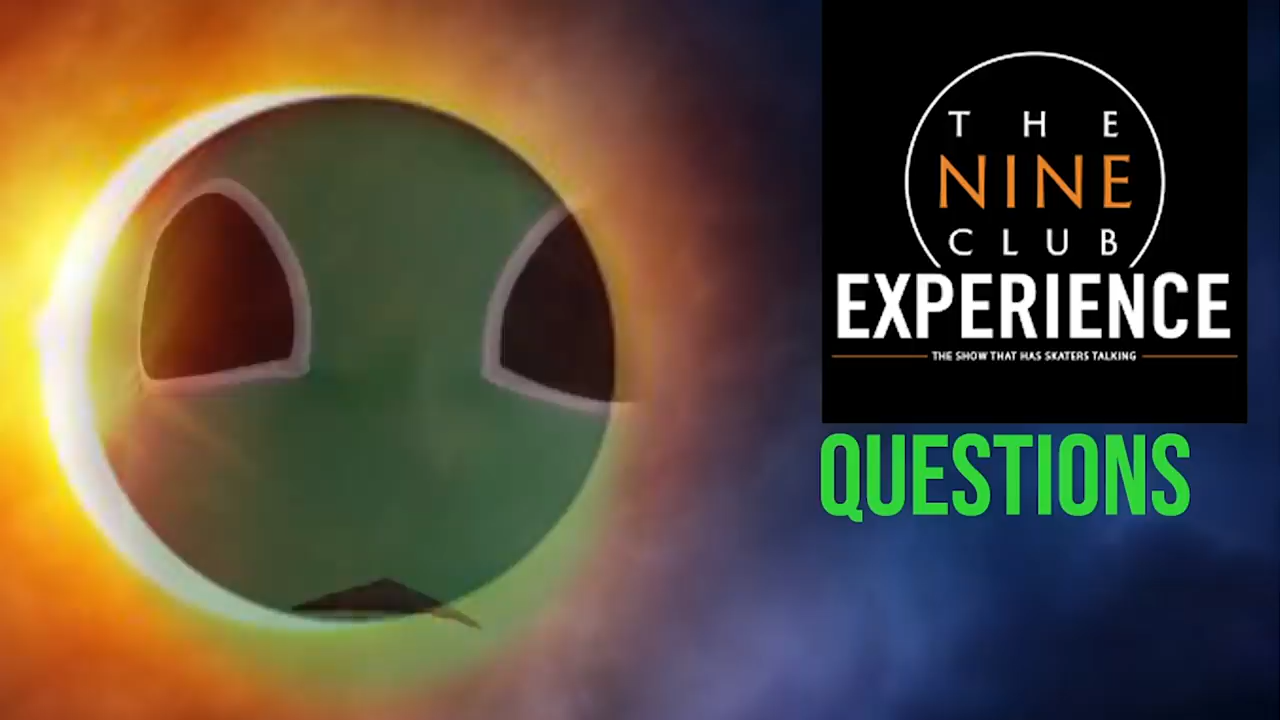 THE
NINE
CLUB
EXPERIENCE
THE SHOW THAT HAS SKATERS TALKING
QUESTIONS